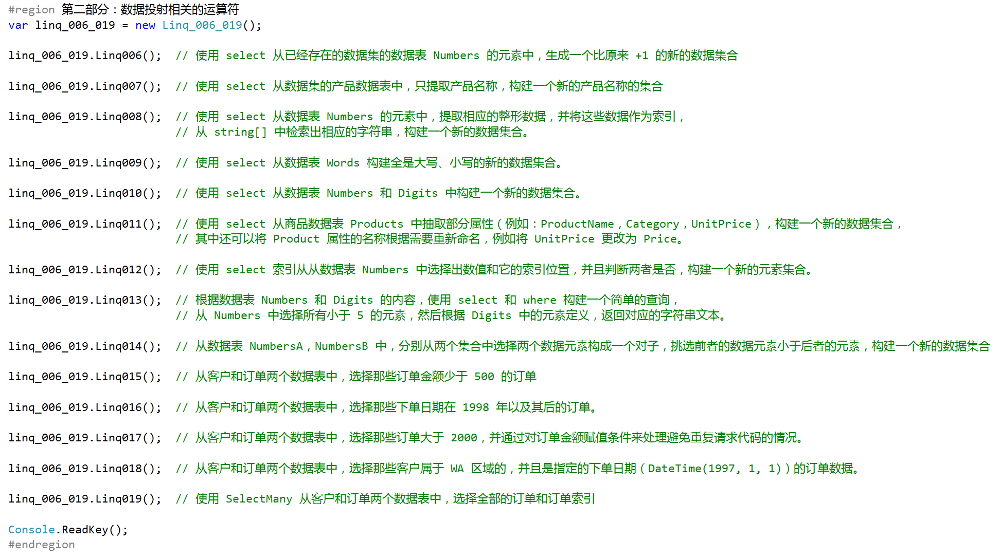 #region 第二部分：数据投射相关的运算符
var linq_006_019 = new Linq_006_019();
linq_006_019.Linq006();  // 使用 select 从已经存在的数据集的数据表 Numbers 的元素中，生成一个比原来 +1 的新的数据集合
linq_006_019.Linq007();  // 使用 select 从数据集的产品数据表中，只提取产品名称，构建一个新的产品名称的集合
linq_006_019.Linq008();  // 使用 select 从数据表 Numbers 的元素中，提取相应的整形数据，并将这些数据作为索引，
// 从 string[] 中检索出相应的字符串，构建一个新的数据集合。
linq_006_019.Linq009();  // 使用 select 从数据表 Words 构建全是大写、小写的新的数据集合。
linq_006_019.Linq010();  // 使用 select 从数据表 Numbers 和 Digits 中构建一个新的数据集合。
linq_006_019.Linq011();  // 使用 select 从商品数据表 Products 中抽取部分属性（例如：ProductName，Category，UnitPrice），构建一个新的数据集合，
// 其中还可以将 Product 属性的名称根据需要重新命名，例如将 UnitPrice 更改为 Price。
linq_006_019.Linq012();  // 使用 select 索引从从数据表 Numbers 中选择出数值和它的索引位置，并且判断两者是否，构建一个新的元素集合。
linq_006_019.Linq013();  // 根据数据表 Numbers 和 Digits 的内容，使用 select 和 where 构建一个简单的查询，
// 从 Numbers 中选择所有小于 5 的元素，然后根据 Digits 中的元素定义，返回对应的字符串文本。
linq_006_019.Linq014();  // 从数据表 NumbersA，NumbersB 中，分别从两个集合中选择两个数据元素构成一个对子，挑选前者的数据元素小于后者的元素，构建一个新的数据集合
linq_006_019.Linq015();  // 从客户和订单两个数据表中，选择那些订单金额少于 500 的订单
linq_006_019.Linq016();  // 从客户和订单两个数据表中，选择那些下单日期在 1998 年以及其后的订单。
linq_006_019.Linq017();  // 从客户和订单两个数据表中，选择那些订单大于 2000，并通过对订单金额赋值条件来处理避免重复请求代码的情况。
linq_006_019.Linq018();  // 从客户和订单两个数据表中，选择那些客户属于 WA 区域的，并且是指定的下单日期（DateTime(1997, 1, 1)）的订单数据。
linq_006_019.Linq019();  // 使用 SelectMany 从客户和订单两个数据表中，选择全部的订单和订单索引
Console.ReadKey();
#endregion